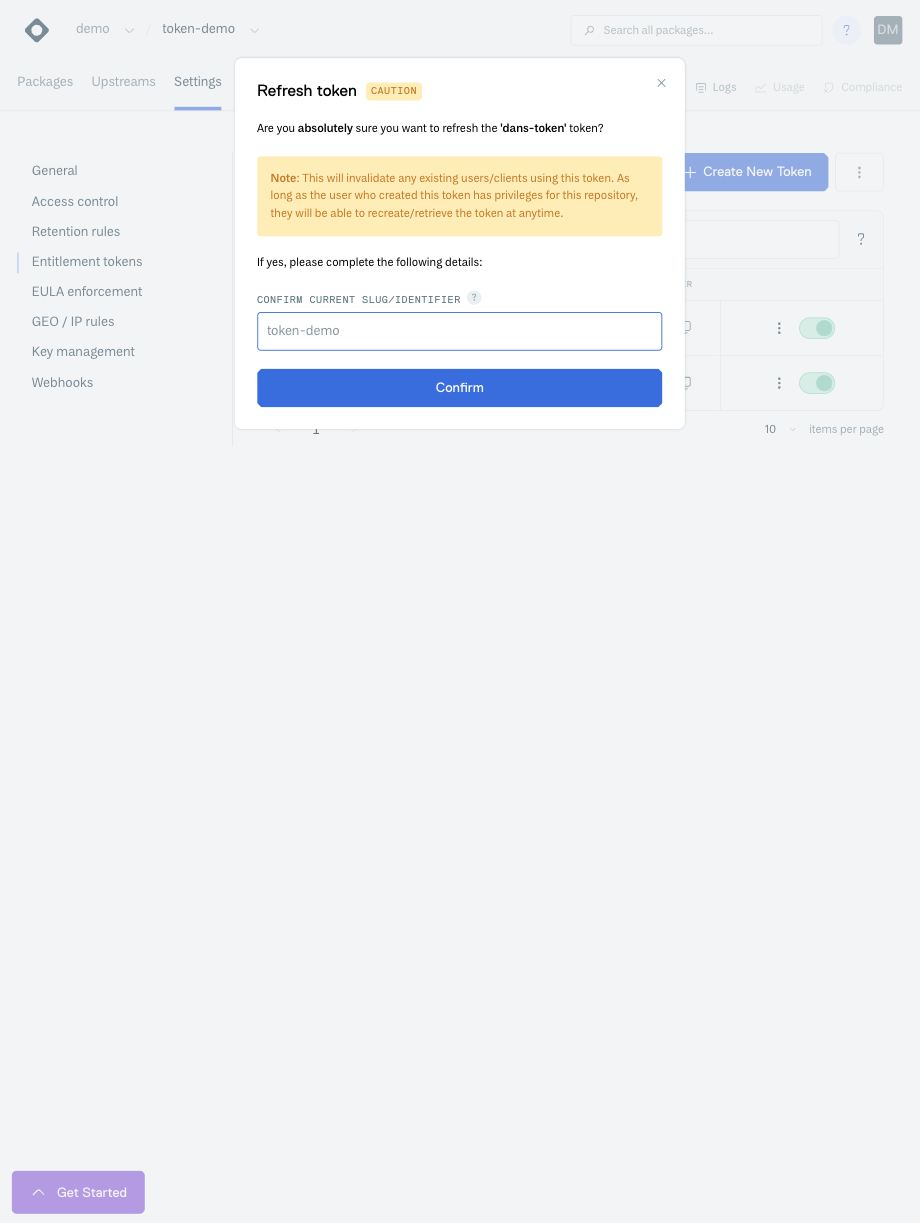 demo / token-demo
Search all packages...
?
DM
Packages
Upstreams
Settings
Logs
Usage
Compliance
Refresh token CAUTION
Are you absolutely sure you want to refresh the 'dans-token' token?
Note: This will invalidate any existing users/clients using this token. As
long as the user who created this token has privileges for this repository,
they will be able to recreate/retrieve the token at anytime.
If yes, please complete the following details:
CONFIRM CURRENT SLUG/IDENTIFIER ?
token-demo
Confirm
General
Access control
Retention rules
Entitlement tokens
EULA enforcement
GEO / IP rules
Key management
Webhooks
Create New Token
?
1
10 items per page
Get Started